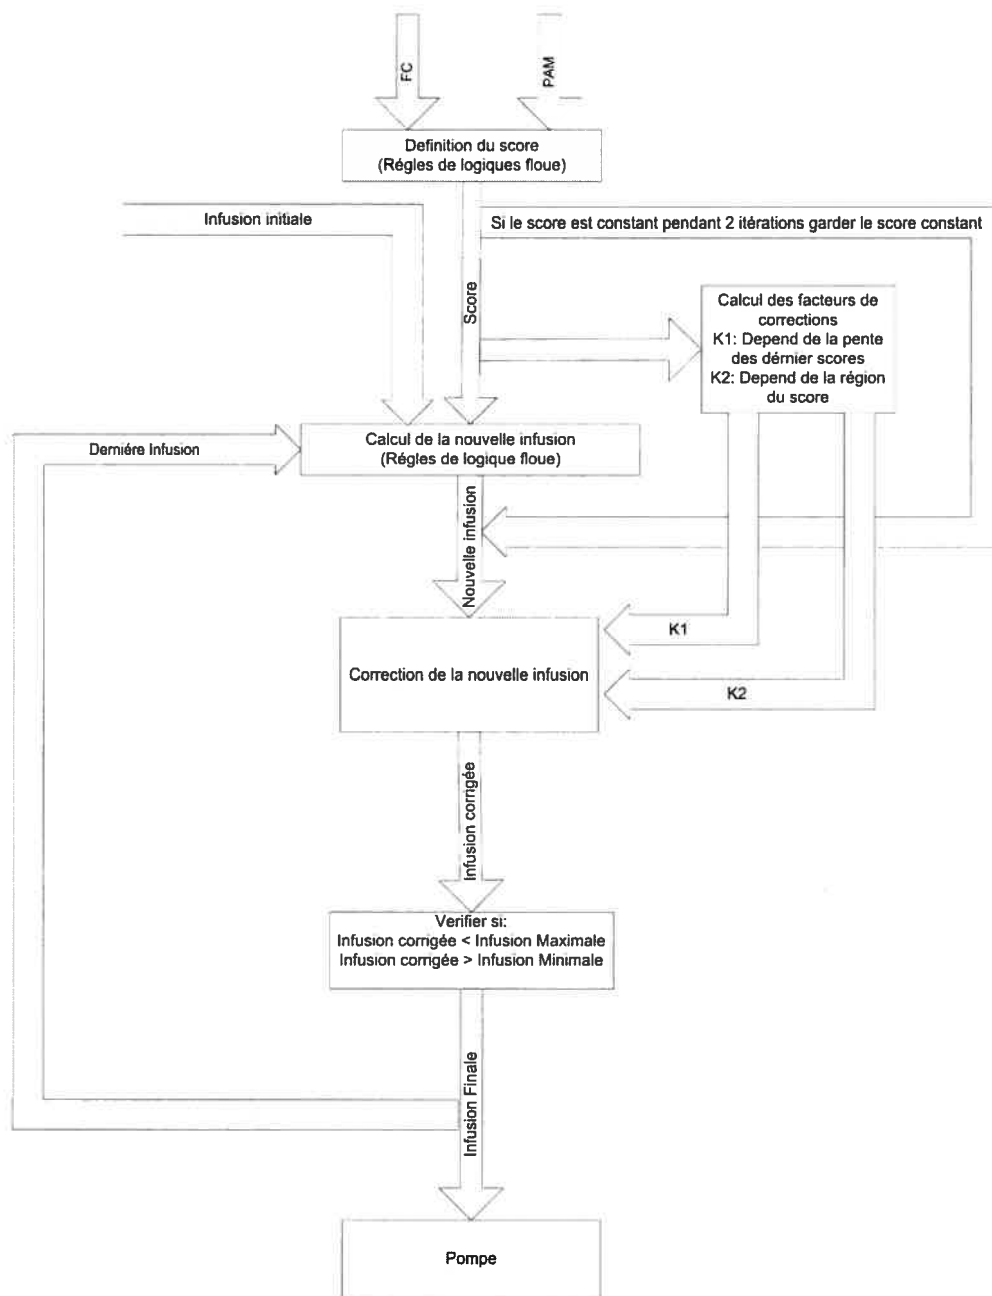 FC
PAM
Definition du score
(Régles de logiques floue)
Infusion initiale
Si le score est constant pendant 2 itérations garder le score constant
Score
Calcul des facteurs de
corrections
K1: Depend de la pente
des dérnier scores
K2: Depend de la région
du score
Calcul de la nouvelle infusion
(Régles de logique floue)
Derniére Infusion
Nouvelle infusion
K1
Correction de la nouvelle infusion
K2
Infusion corrigée
Verifier si:
Infusion corrigée < Infusion Maximale
Infusion corrigée > Infusion Minimale
Infusion Finale
Pompe